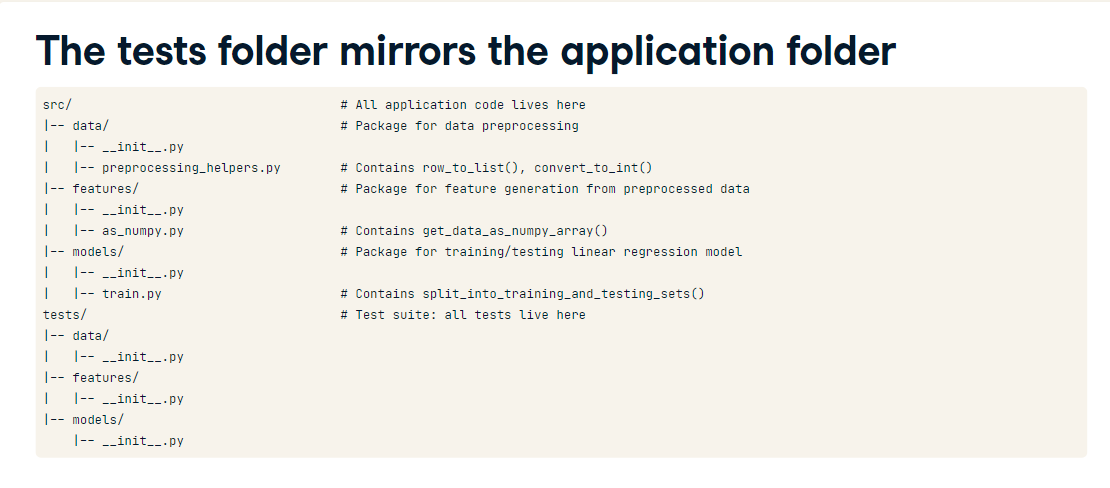 The tests folder mirrors the application folder
src/                                    # All application code lives here
|-- data/                               # Package for data preprocessing
|   |-- __init__.py
|   |-- preprocessing_helpers.py        # Contains row_to_list(), convert_to_int()
|-- features/                           # Package for feature generation from preprocessed data
|   |-- __init__.py
|   |-- as_numpy.py                     # Contains get_data_as_numpy_array()
|-- models/                             # Package for training/testing linear regression model
|   |-- __init__.py
|   |-- train.py                        # Contains split_into_training_and_testing_sets()
tests/                                  # Test suite: all tests live here
|-- data/
|   |-- __init__.py
|-- features/
|   |-- __init__.py
|-- models/
    |-- __init__.py